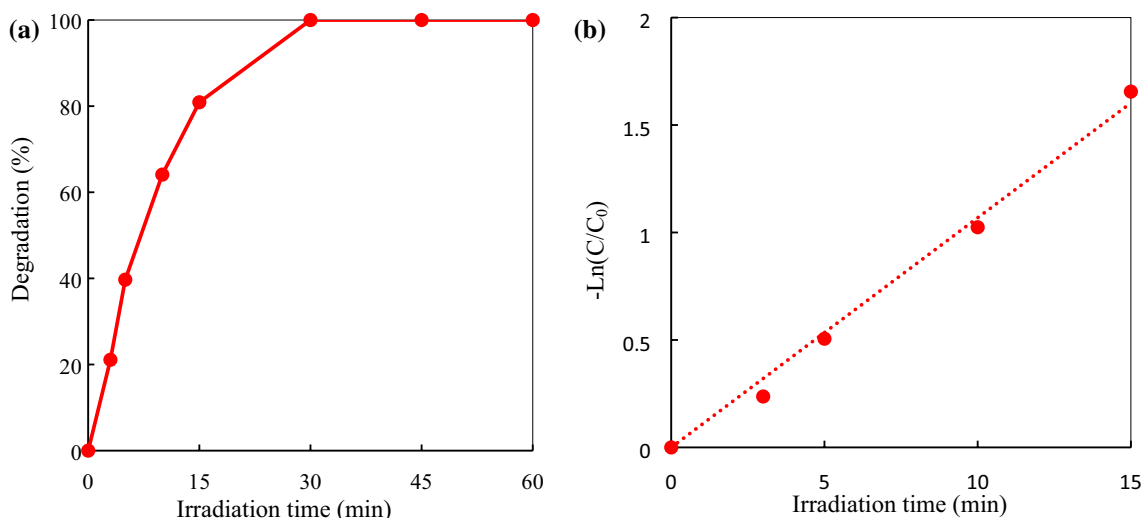 (a)
100
80
60
40
20
0
Degradation (%)
0 15 30 45 60
Irradiation time (min)
(b)
2
1.5
1
0.5
0
-Ln(C/C₀)
0 5 10 15
Irradiation time (min)